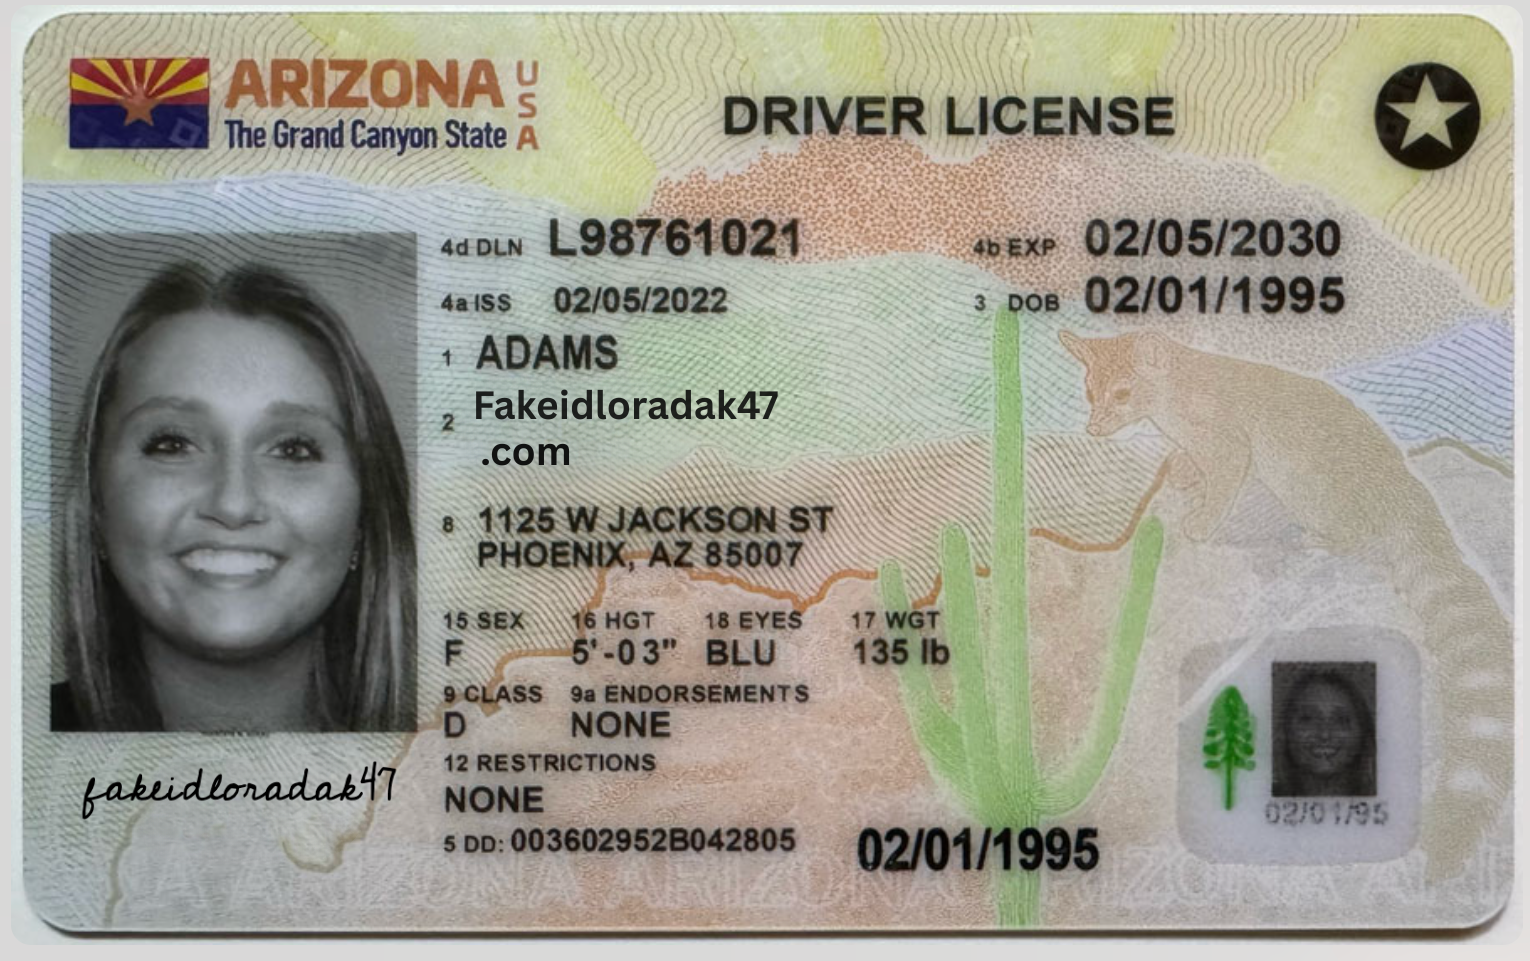 ARIZONA USA
The Grand Canyon State
DRIVER LICENSE
4d DLN L98761021
4b EXP 02/05/2030
4a ISS 02/05/2022
3 DOB 02/01/1995
1 ADAMS
2 Fakeidloradak47
.com
8 1125 W JACKSON ST
PHOENIX, AZ 85007
15 SEX 16 HGT 18 EYES 17 WGT
F 5'-03" BLU 135 lb
9 CLASS 9a ENDORSEMENTS
D NONE
12 RESTRICTIONS
NONE
5 DD: 003602952B042805
02/01/1995
fakeidloradak47
02/01/95
ARIZONA ARIZONA ARIZONA